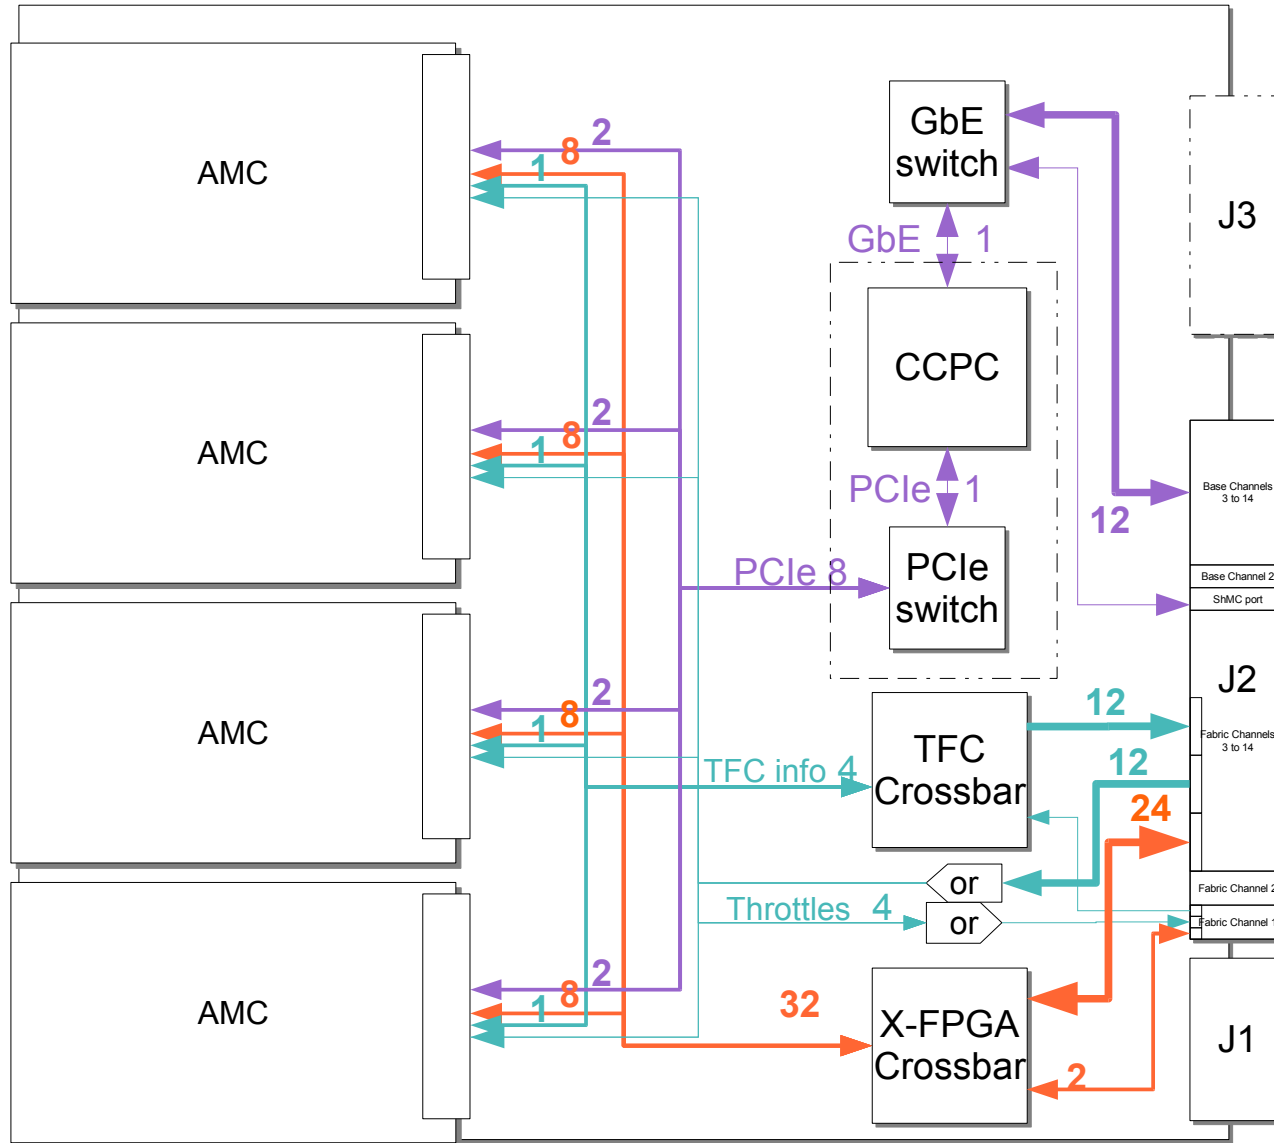 AMC
2
8
1
GbE
switch
J3
GbE 1
CCPC
AMC
2
8
1
PCIe 1
Base Channels
3 to 14
12
PCIe 8
PCIe
switch
Base Channel 2
ShMC port
J2
AMC
2
8
1
TFC info 4
TFC
Crossbar
12
Fabric Channels
3 to 14
12
24
or
Fabric Channel 2
Throttles 4
or
Fabric Channel 1
AMC
2
8
1
32
X-FPGA
Crossbar
2
J1